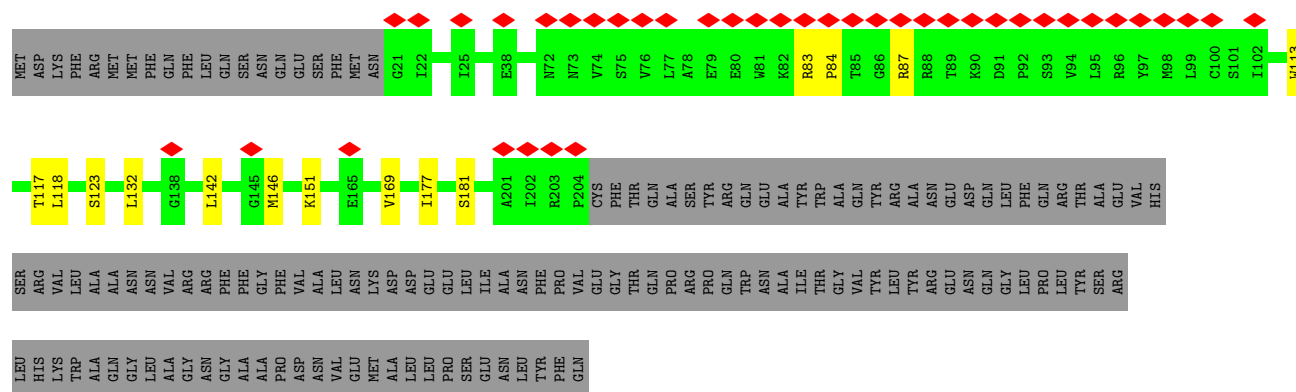 MET ASP LYS PHE ARG MET MET PHE GLN PHE LEU GLN SER ASN GLN GLU SER PHE MET ASN G21 I22 I25 E38 N72 N73 V74 S75 V76 L77 A78 E79 E80 W81 K82 R83 P84 T85 G86 R87 R88 T89 K90 D91 P92 S93 V94 L95 R96 Y97 M98 L99 C100 S101 I102 W113
T117 L118 S123 L132 G138 L142 G145 M146 K151 E165 V169 I177 S181 A201 I202 R203 P204 CYS PHE THR GLN ALA SER TYR ARG GLN GLU ALA TYR TRP ALA GLN TYR ARG ALA ASN GLU ASP GLN LEU PHE GLN ARG THR ALA GLU VAL HIS
SER ARG VAL LEU ALA ALA ASN ASN VAL ARG ARG PHE PHE GLY PHE VAL ALA LEU ASN LYS ASP ASP GLU GLU LEU ILE ALA ASN PHE PRO VAL GLU GLY THR GLN PRO ARG PRO GLN TRP ASN ALA ILE THR GLY VAL TYR LEU TYR ARG GLU ASN GLN GLY LEU PRO LEU TYR SER ARG
LEU HIS LYS TRP ALA GLN GLY LEU ALA GLY ASN GLY ALA ALA PRO ASP ASN VAL GLU MET ALA LEU LEU PRO SER GLU ASN LEU TYR PHE GLN